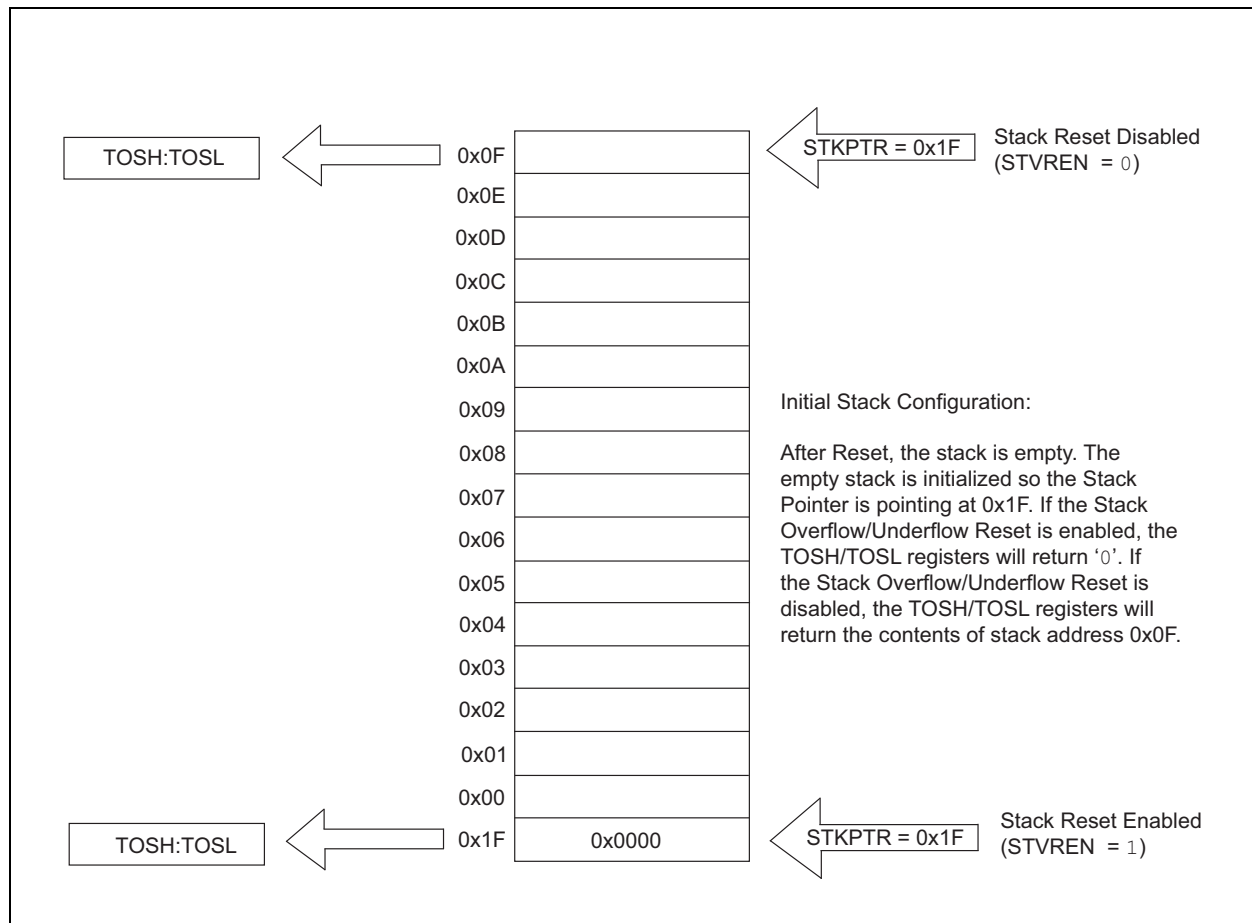 TOSH:TOSL
0x0F
STKPTR = 0x1F
Stack Reset Disabled
(STVREN = 0)
0x0E
0x0D
0x0C
0x0B
0x0A
0x09
0x08
0x07
0x06
0x05
0x04
0x03
0x02
0x01
0x00
Initial Stack Configuration:
After Reset, the stack is empty. The
empty stack is initialized so the Stack
Pointer is pointing at 0x1F. If the Stack
Overflow/Underflow Reset is enabled, the
TOSH/TOSL registers will return ‘0’. If
the Stack Overflow/Underflow Reset is
disabled, the TOSH/TOSL registers will
return the contents of stack address 0x0F.
TOSH:TOSL
0x1F
0x0000
STKPTR = 0x1F
Stack Reset Enabled
(STVREN = 1)